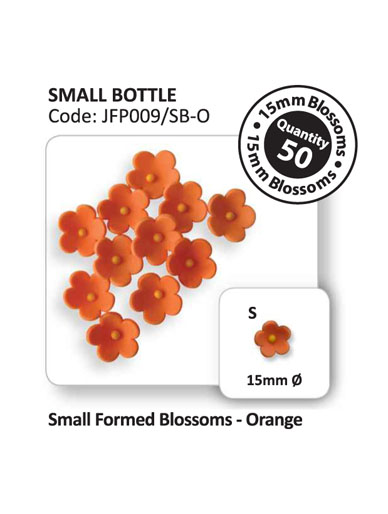 SMALL BOTTLE
Code: JFP009/SB-O
• 15mm Blossoms •
Quantity
50
15mm Blossoms
S
15mm Ø
Small Formed Blossoms - Orange